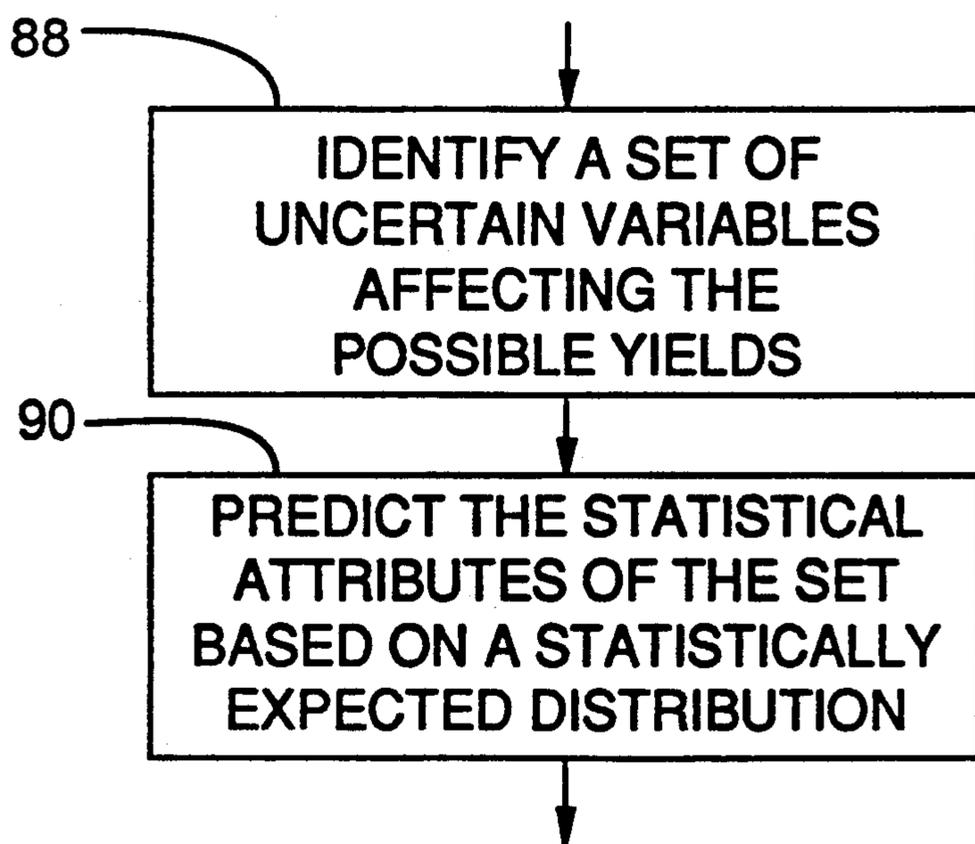 88
IDENTIFY A SET OF
UNCERTAIN VARIABLES
AFFECTING THE
POSSIBLE YIELDS
90
PREDICT THE STATISTICAL
ATTRIBUTES OF THE SET
BASED ON A STATISTICALLY
EXPECTED DISTRIBUTION